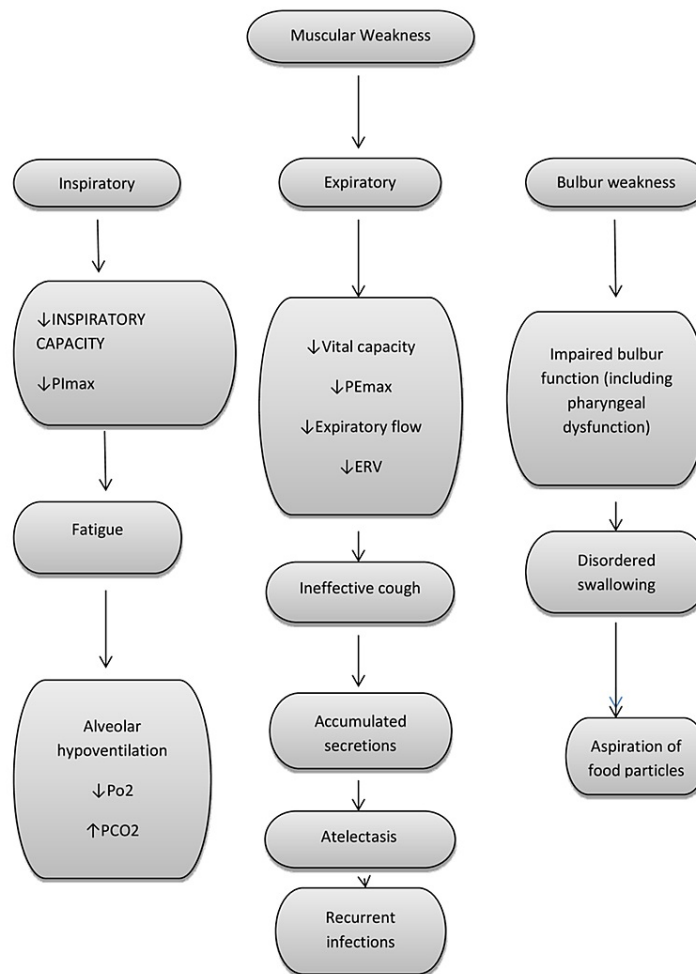 Muscular Weakness
Inspiratory
Expiratory
Bulbur weakness
↓INSPIRATORY
CAPACITY
↓PImax
↓Vital capacity
↓PEmax
↓Expiratory flow
↓ERV
Impaired bulbur
function (including
pharyngeal
dysfunction)
Fatigue
Ineffective cough
Disordered
swallowing
Alveolar
hypoventilation
↓Po2
↑PCO2
Accumulated
secretions
Aspiration of
food particles
Atelectasis
Recurrent
infections